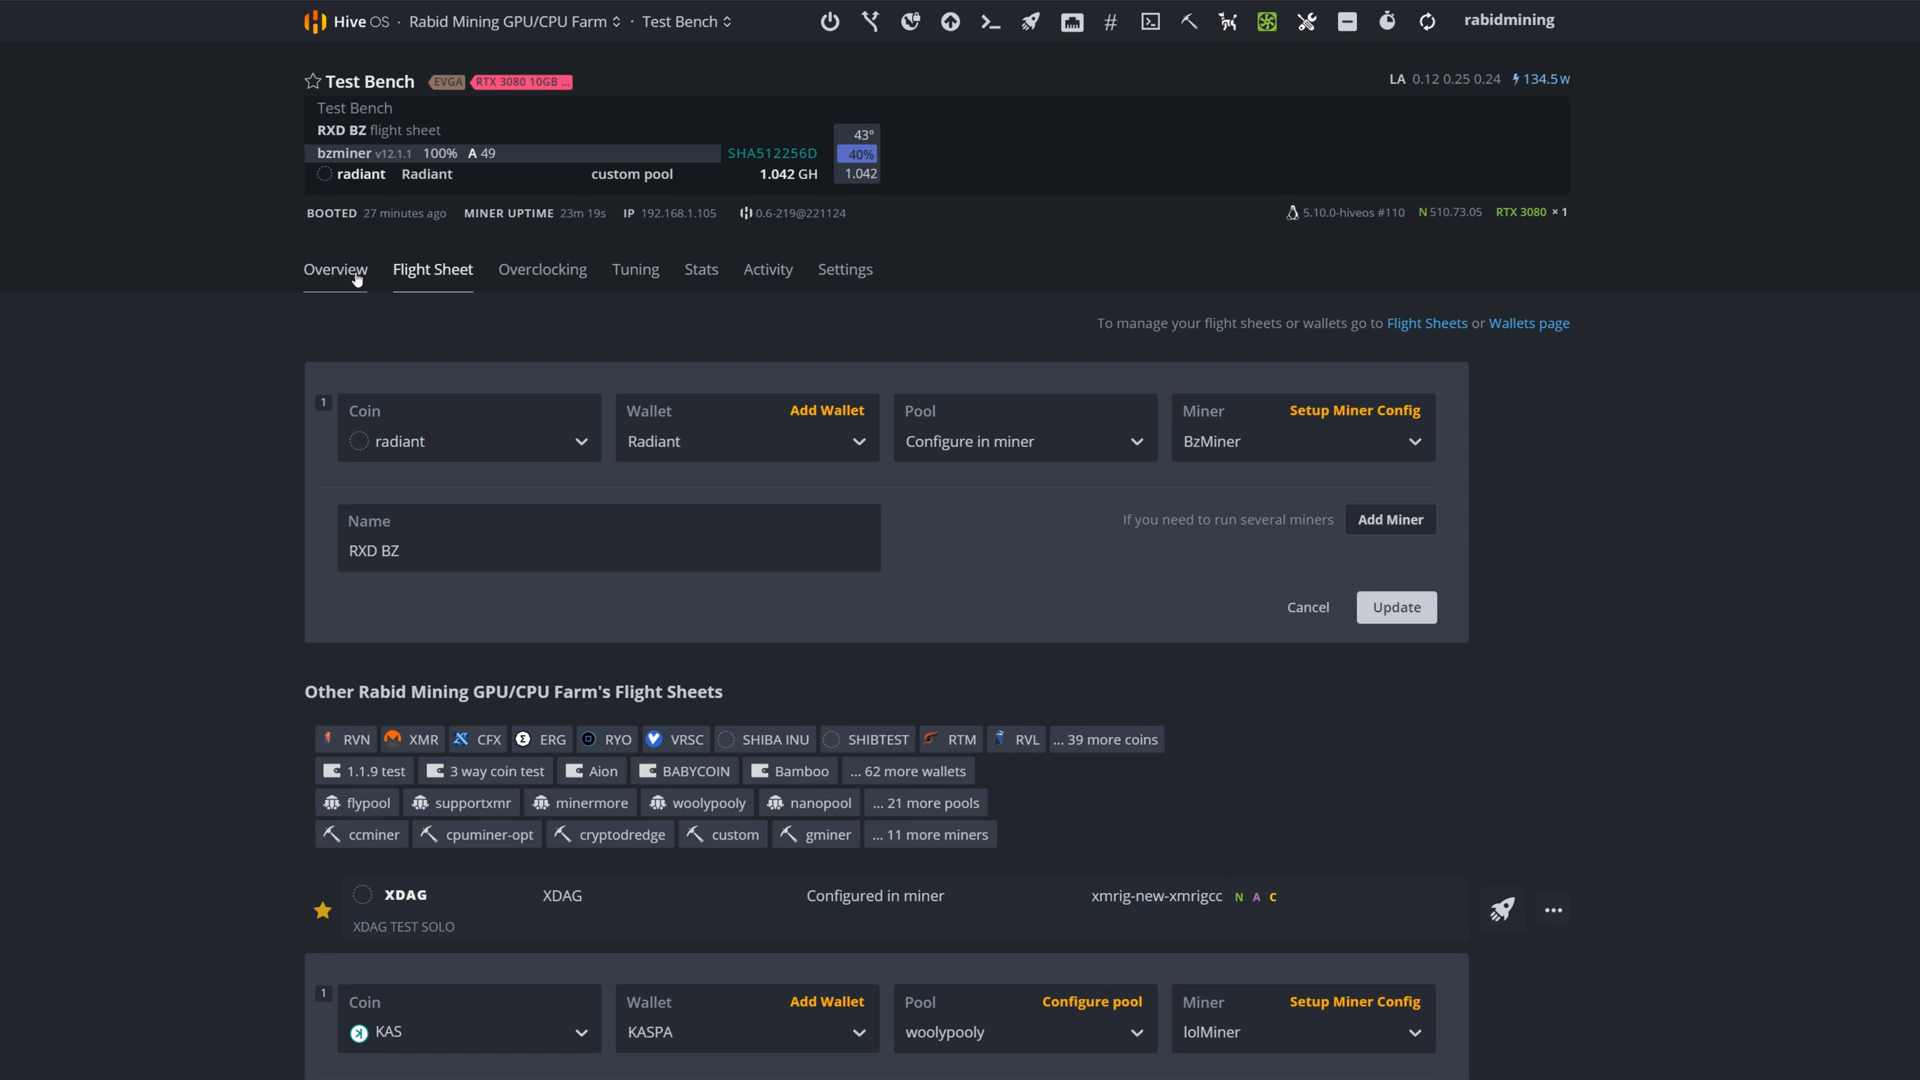 Hive OS · Rabid Mining GPU/CPU Farm · Test Bench # rabidmining
Test Bench EVGA RTX 3080 10GB ... LA 0.12 0.25 0.24 134.5 W
Test Bench
RXD BZ flight sheet 43°
bzminer v12.1.1 100% A 49 SHA512256D 40%
radiant Radiant custom pool 1.042 GH 1.042
BOOTED 27 minutes ago MINER UPTIME 23m 19s IP 192.168.1.105 0.6-219@221124 5.10.0-hiveos #110 N 510.73.05 RTX 3080 × 1
Overview Flight Sheet Overclocking Tuning Stats Activity Settings
To manage your flight sheets or wallets go to Flight Sheets or Wallets page
1 Coin Wallet Add Wallet Pool Miner Setup Miner Config
radiant Radiant Configure in miner BzMiner
Name
If you need to run several miners Add Miner
RXD BZ
Cancel Update
Other Rabid Mining GPU/CPU Farm's Flight Sheets
RVN XMR CFX ERG RYO VRSC SHIBA INU SHIBTEST RTM RVL ... 39 more coins
1.1.9 test 3 way coin test Aion BABYCOIN Bamboo ... 62 more wallets
flypool supportxmr minermore woolypooly nanopool ... 21 more pools
ccminer cpuminer-opt cryptodredge custom gminer ... 11 more miners
XDAG XDAG Configured in miner xmrig-new-xmrigcc N A C
XDAG TEST SOLO
1 Coin Wallet Add Wallet Pool Configure pool Miner Setup Miner Config
KAS KASPA woolypooly lolMiner